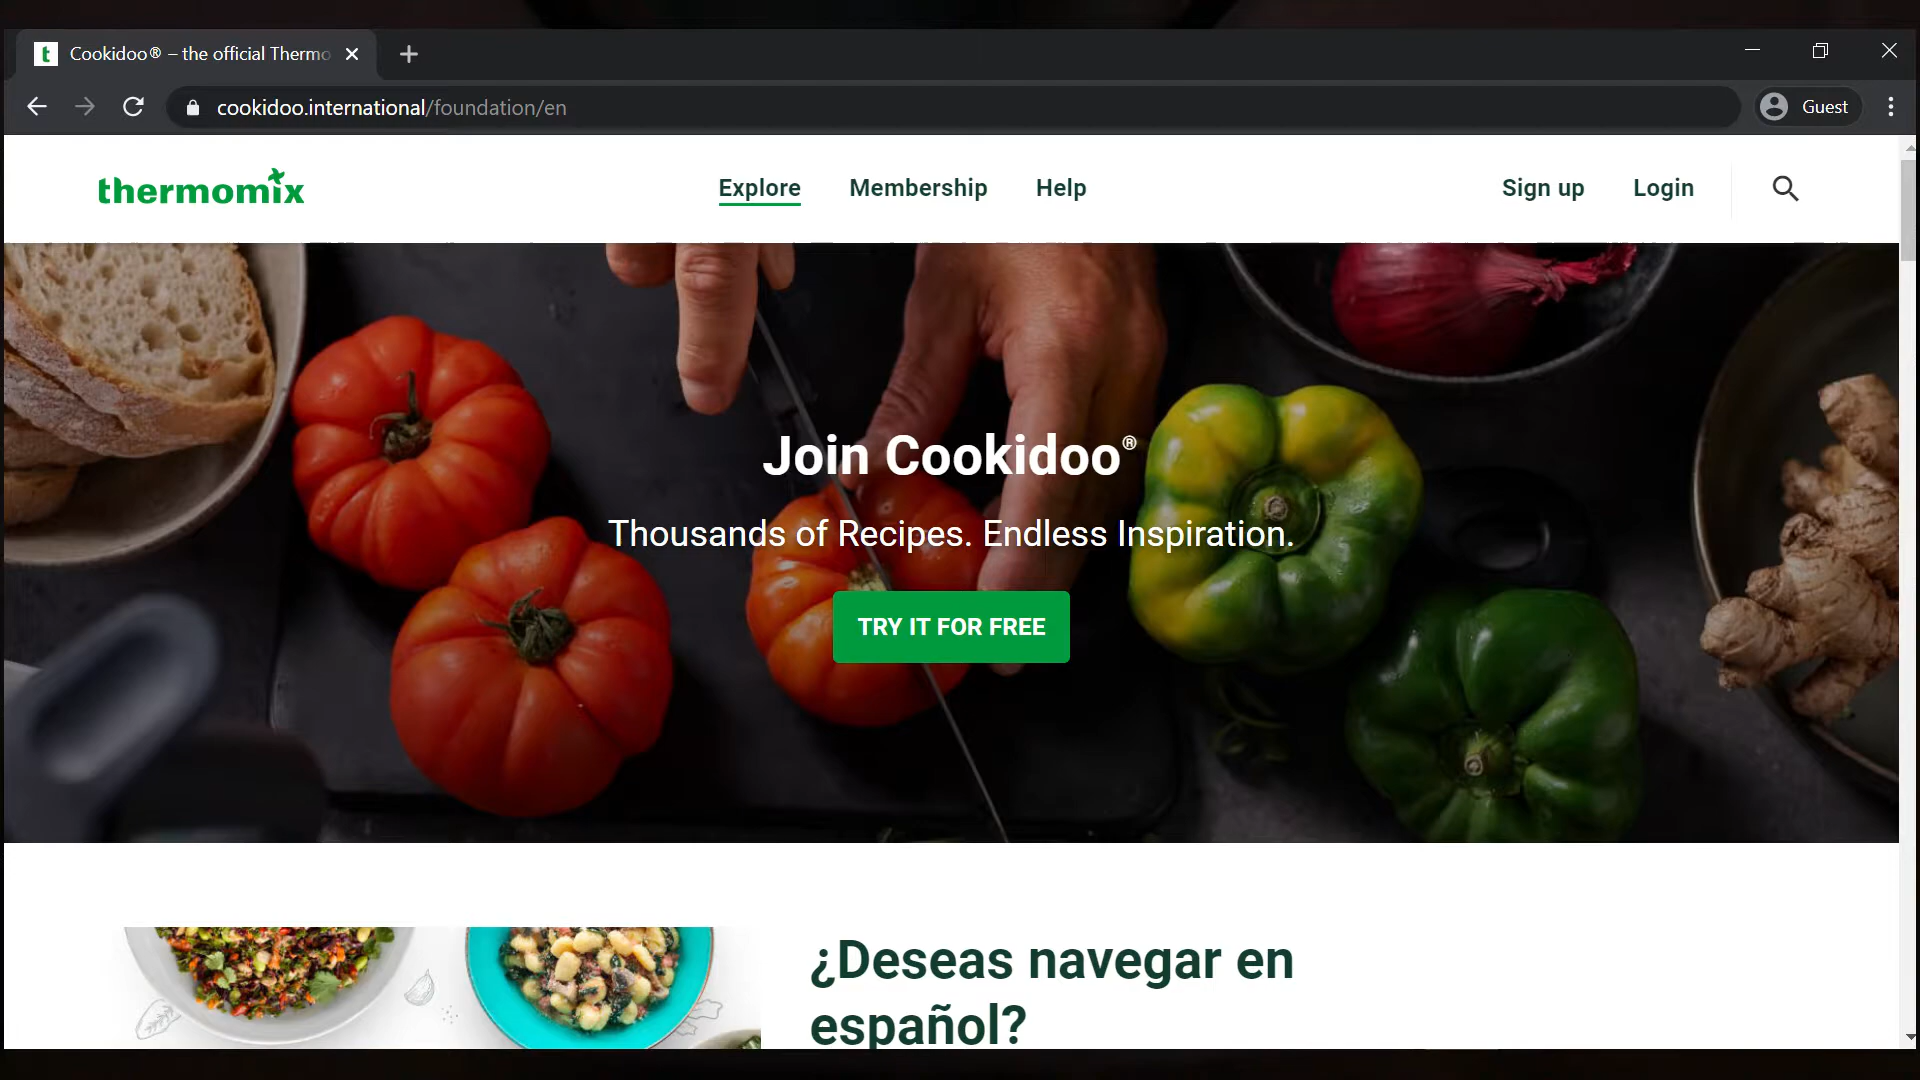 Cookidoo® – the official Thermo
cookidoo.international/foundation/en
Guest
thermomix
Explore
Membership
Help
Sign up
Login
Join Cookidoo®
Thousands of Recipes. Endless Inspiration.
TRY IT FOR FREE
¿Deseas navegar en
español?